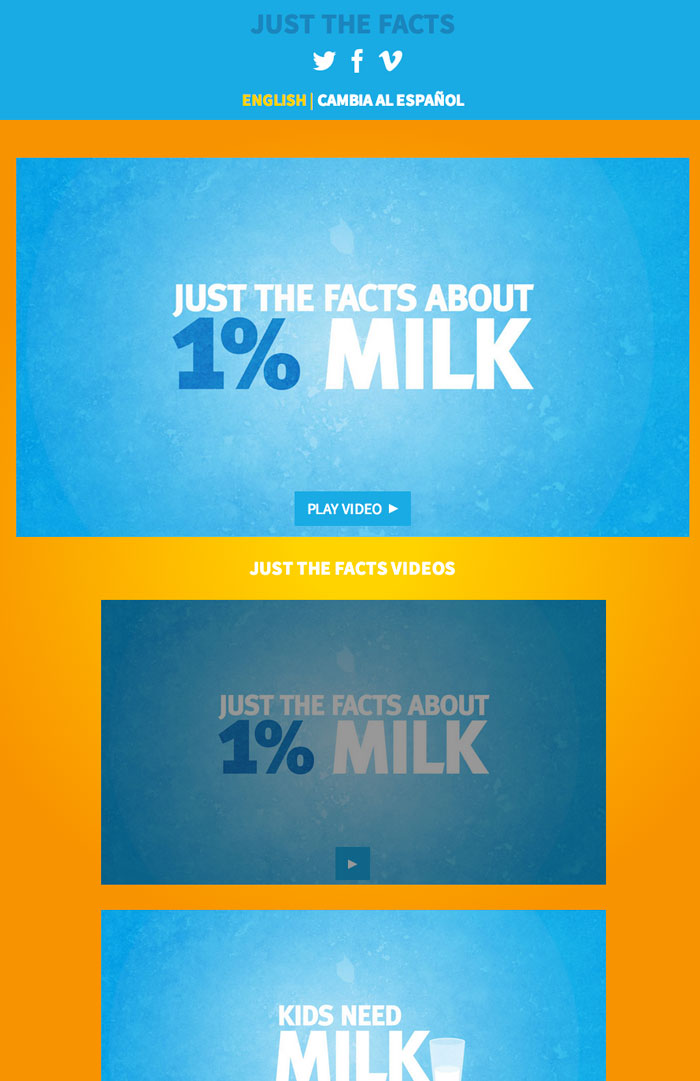 JUST THE FACTS
ENGLISH | CAMBIA AL ESPAÑOL
JUST THE FACTS ABOUT
1% MILK
PLAY VIDEO ►
JUST THE FACTS VIDEOS
JUST THE FACTS ABOUT
1% MILK
KIDS NEED
MILK